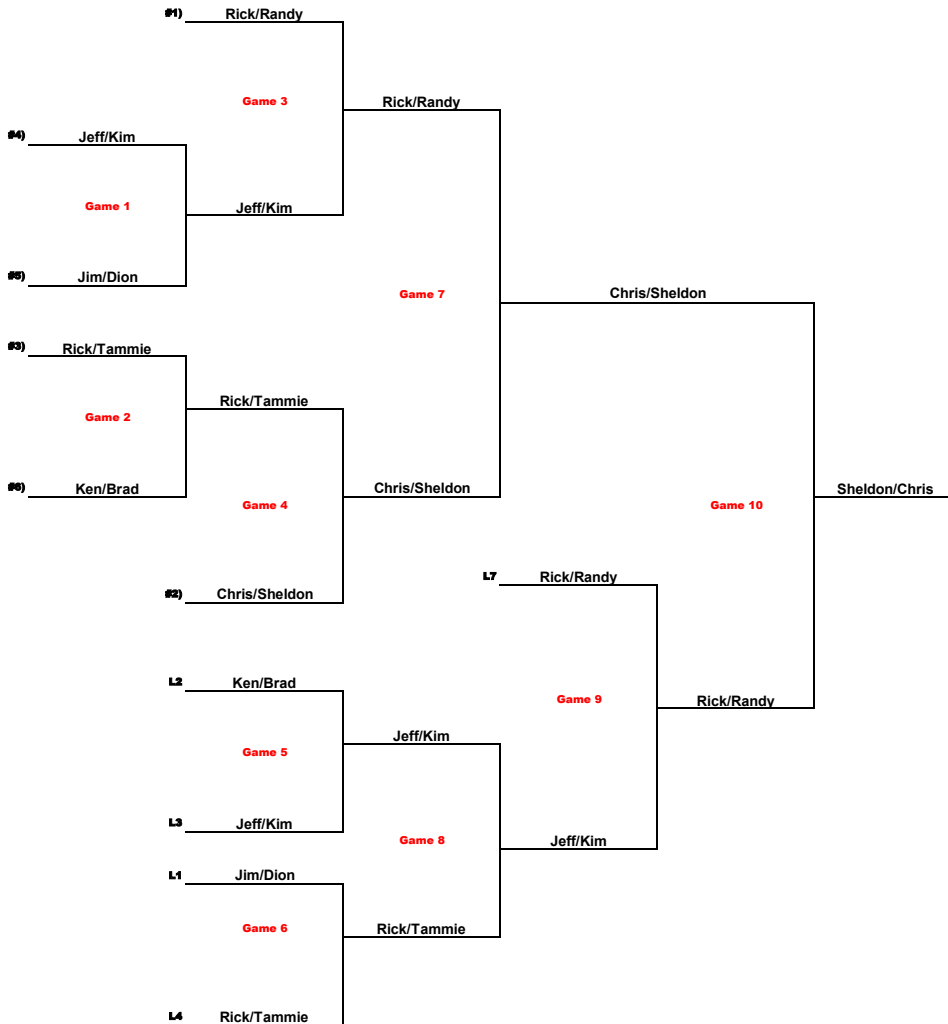 #1) Rick/Randy
Game 3
Rick/Randy
#4) Jeff/Kim
Game 1
Jeff/Kim
#5) Jim/Dion
Game 7
Chris/Sheldon
#3) Rick/Tammie
Rick/Tammie
Game 2
#6) Ken/Brad
Chris/Sheldon
Sheldon/Chris
Game 4
Game 10
L7 Rick/Randy
#2) Chris/Sheldon
L2 Ken/Brad
Game 9
Rick/Randy
Jeff/Kim
Game 5
L3 Jeff/Kim
Game 8
Jeff/Kim
L1 Jim/Dion
Game 6
Rick/Tammie
L4 Rick/Tammie